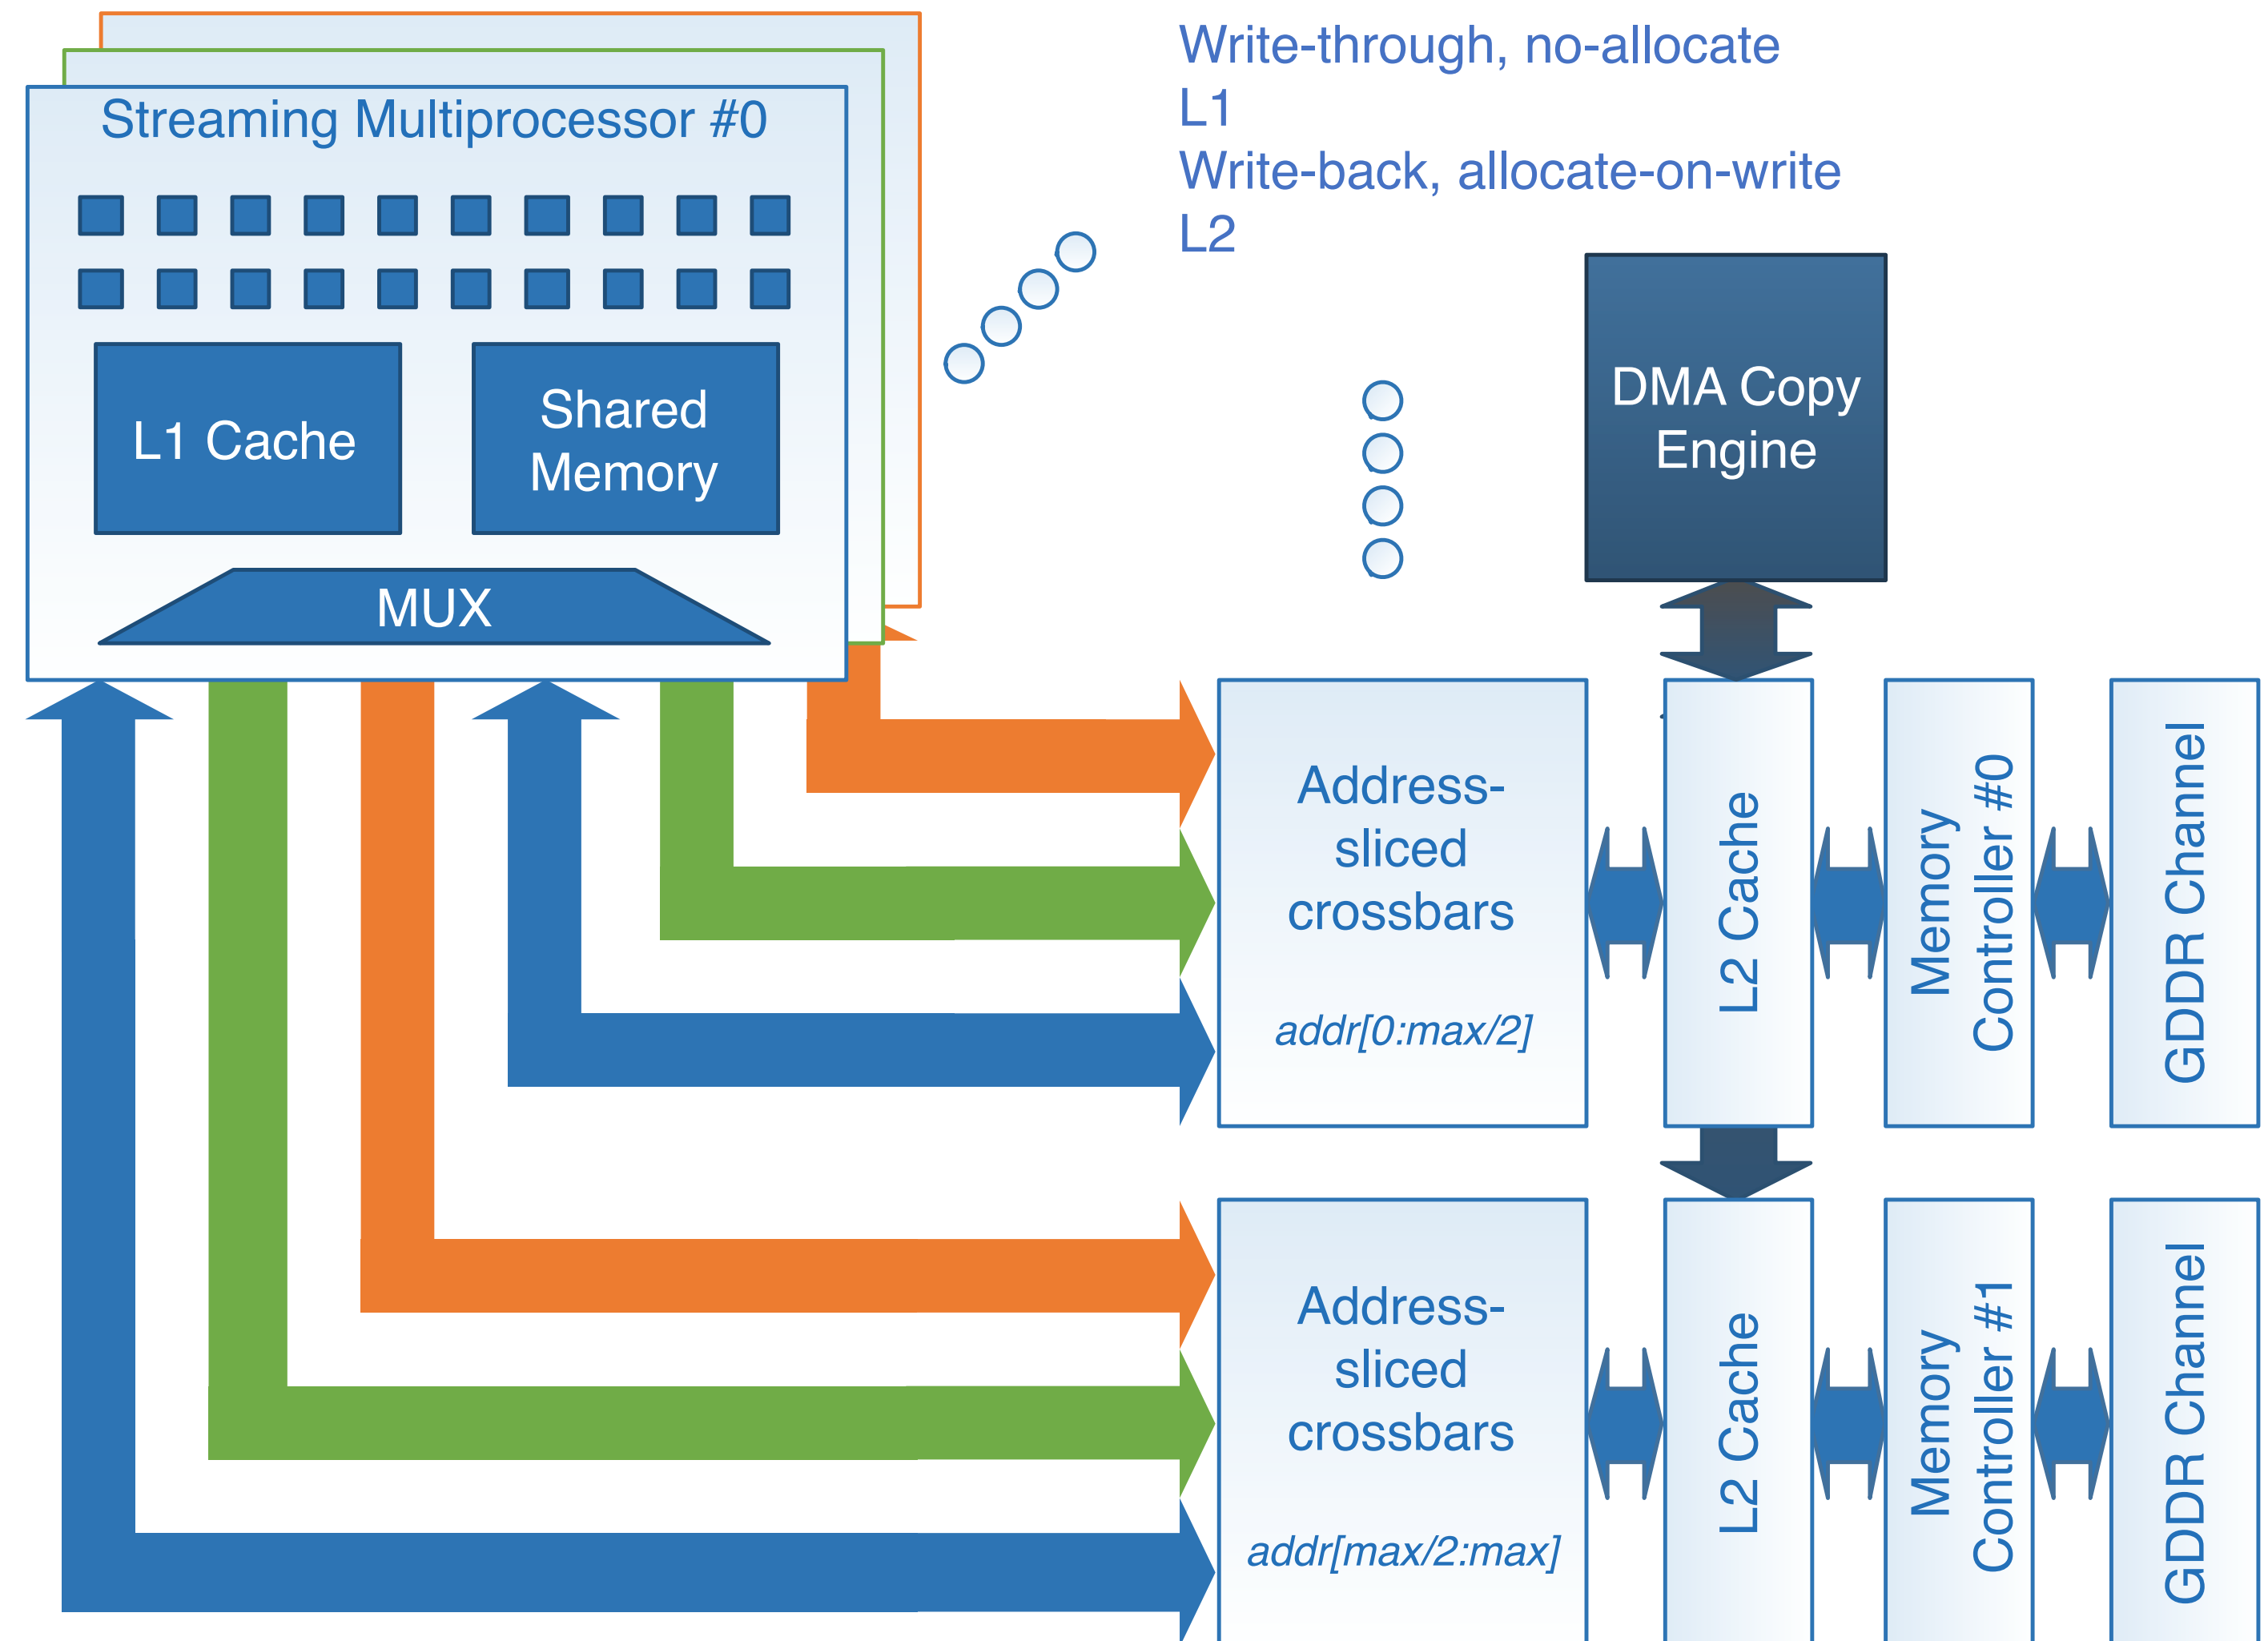 Write-through, no-allocate
L1
Write-back, allocate-on-write
L2
Streaming Multiprocessor #0
L1 Cache
Shared
Memory
MUX
DMA Copy
Engine
Address-
sliced
crossbars
addr[0:max/2]
L2 Cache
Memory
Controller #0
GDDR Channel
Address-
sliced
crossbars
addr[max/2:max]
L2 Cache
Memory
Controller #1
GDDR Channel